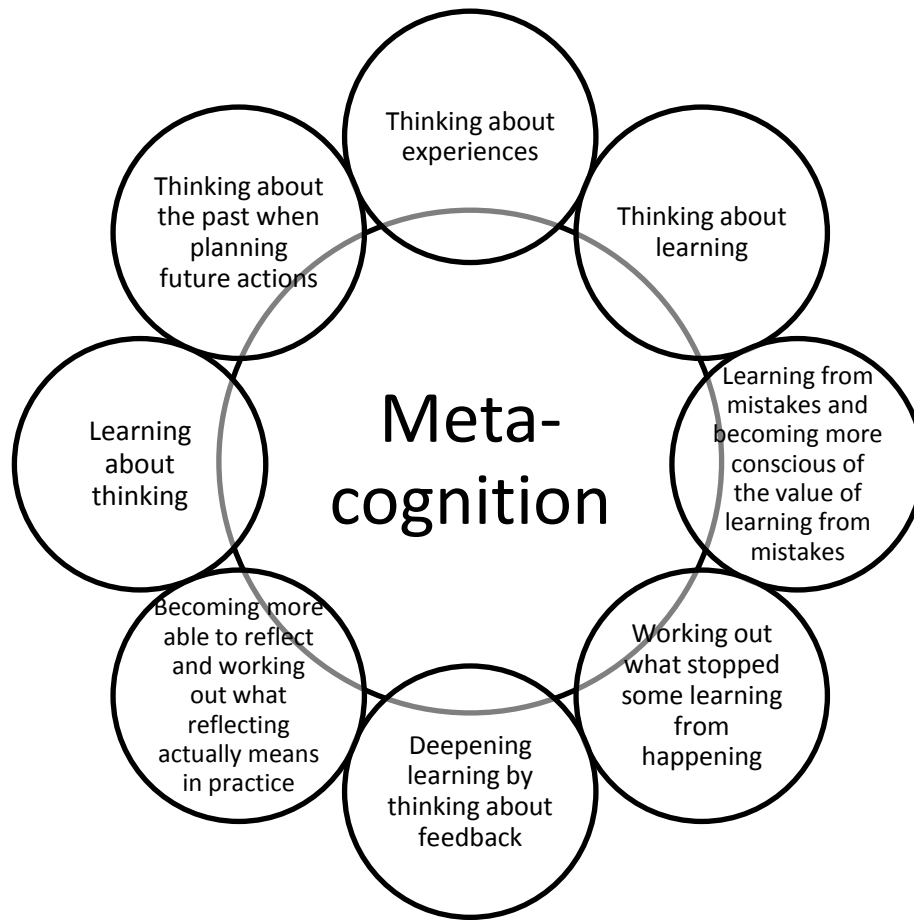 Thinking about
experiences
Thinking about
learning
Learning from
mistakes and
becoming more
conscious of
the value of
learning from
mistakes
Working out
what stopped
some learning
from
happening
Deepening
learning by
thinking about
feedback
Becoming more
able to reflect
and working
out what
reflecting
actually means
in practice
Learning
about
thinking
Thinking about
the past when
planning
future actions
Meta-
cognition